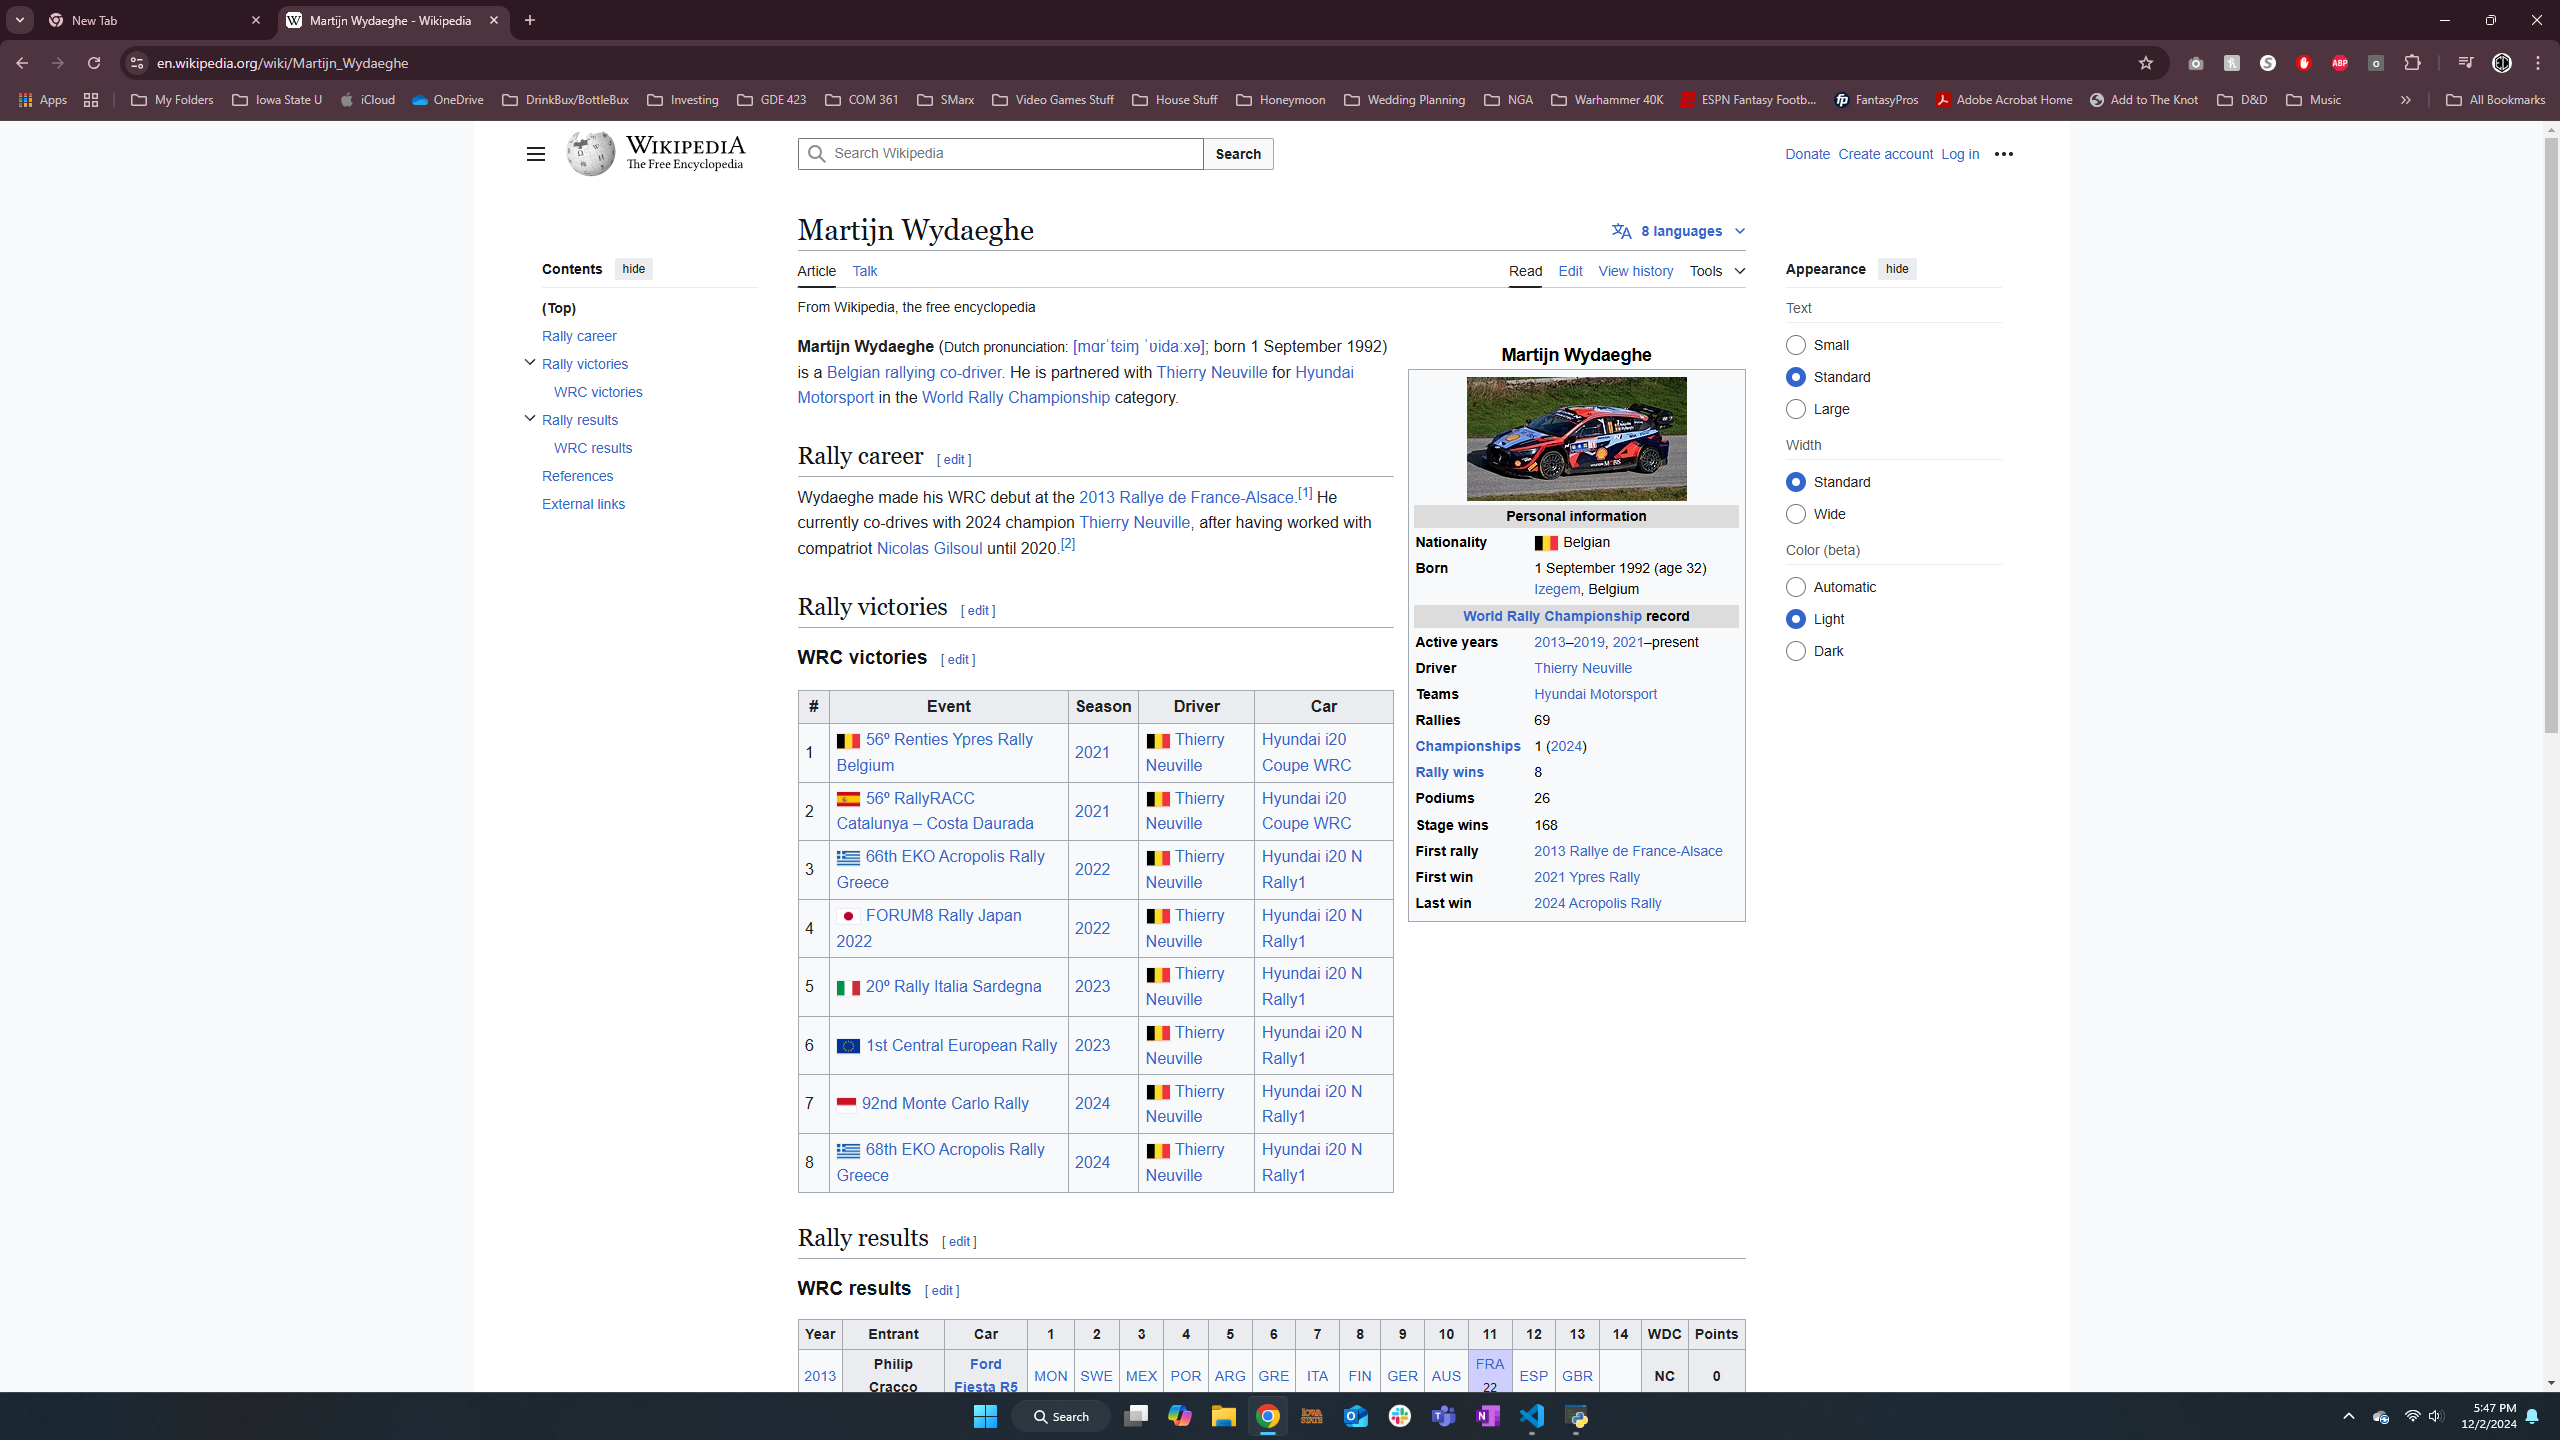 New Tab
Martijn Wydaeghe - Wikipedia
en.wikipedia.org/wiki/Martijn_Wydaeghe
Apps My Folders Iowa State U iCloud OneDrive DrinkBux/BottleBux Investing GDE 423 COM 361 SMarx Video Games Stuff House Stuff Honeymoon Wedding Planning NGA Warhammer 40K ESPN Fantasy Footb... FantasyPros Adobe Acrobat Home Add to The Knot D&D Music » All Bookmarks
WIKIPEDIA
The Free Encyclopedia
Search Wikipedia Search
Donate Create account Log in
Martijn Wydaeghe
8 languages
Contents hide
(Top)
Rally career
Rally victories
WRC victories
Rally results
WRC results
References
External links
Article Talk
Read Edit View history Tools
From Wikipedia, the free encyclopedia
Martijn Wydaeghe (Dutch pronunciation: [mɑrˈtɛiɱ ˈʋidaːxə]; born 1 September 1992)
is a Belgian rallying co-driver. He is partnered with Thierry Neuville for Hyundai
Motorsport in the World Rally Championship category.
Rally career [ edit ]
Wydaeghe made his WRC debut at the 2013 Rallye de France-Alsace.[1] He
currently co-drives with 2024 champion Thierry Neuville, after having worked with
compatriot Nicolas Gilsoul until 2020.[2]
Rally victories [ edit ]
WRC victories [ edit ]
# Event Season Driver Car
1 56º Renties Ypres Rally Belgium 2021 Thierry Neuville Hyundai i20 Coupe WRC
2 56º RallyRACC Catalunya – Costa Daurada 2021 Thierry Neuville Hyundai i20 Coupe WRC
3 66th EKO Acropolis Rally Greece 2022 Thierry Neuville Hyundai i20 N Rally1
4 FORUM8 Rally Japan 2022 2022 Thierry Neuville Hyundai i20 N Rally1
5 20º Rally Italia Sardegna 2023 Thierry Neuville Hyundai i20 N Rally1
6 1st Central European Rally 2023 Thierry Neuville Hyundai i20 N Rally1
7 92nd Monte Carlo Rally 2024 Thierry Neuville Hyundai i20 N Rally1
8 68th EKO Acropolis Rally Greece 2024 Thierry Neuville Hyundai i20 N Rally1
Martijn Wydaeghe
Personal information
Nationality Belgian
Born 1 September 1992 (age 32)
Izegem, Belgium
World Rally Championship record
Active years 2013–2019, 2021–present
Driver Thierry Neuville
Teams Hyundai Motorsport
Rallies 69
Championships 1 (2024)
Rally wins 8
Podiums 26
Stage wins 168
First rally 2013 Rallye de France-Alsace
First win 2021 Ypres Rally
Last win 2024 Acropolis Rally
Appearance hide
Text
Small
Standard
Large
Width
Standard
Wide
Color (beta)
Automatic
Light
Dark
Rally results [ edit ]
WRC results [ edit ]
Year Entrant Car 1 2 3 4 5 6 7 8 9 10 11 12 13 14 WDC Points
2013 Philip Cracco Ford Fiesta R5 MON SWE MEX POR ARG GRE ITA FIN GER AUS FRA 22 ESP GBR NC 0
Search
5:47 PM
12/2/2024